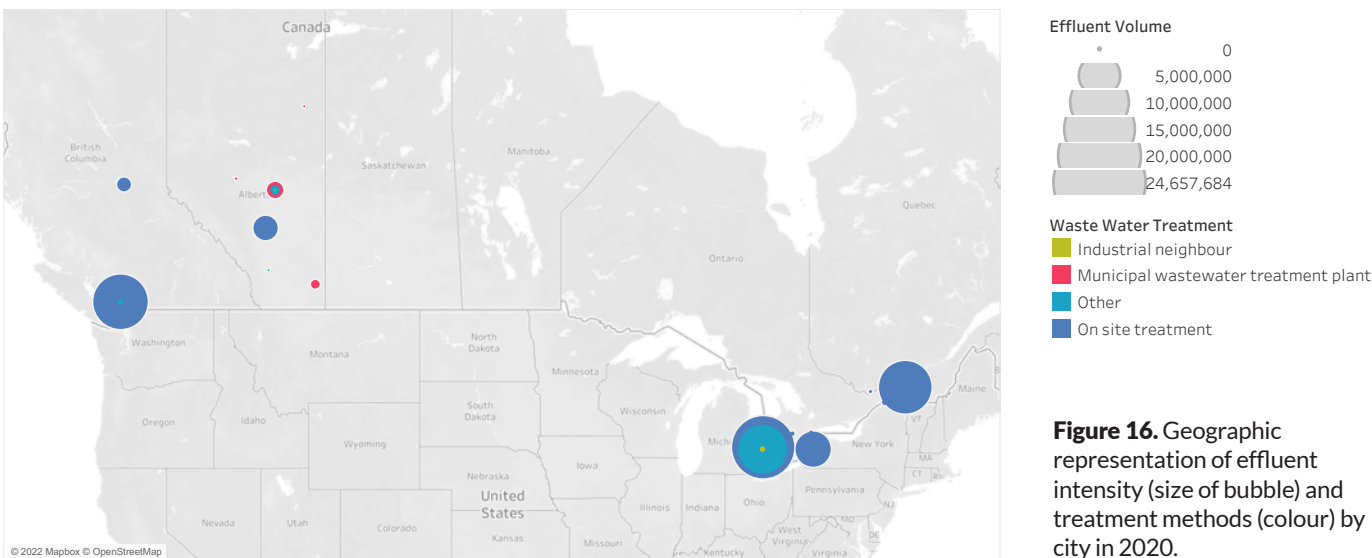 Canada
British
Columbia
Albert
Saskatchewan
Manitoba
Ontario
Quebec
Washington
Montana
North
Dakota
Minnesota
Oregon
Idaho
Wyoming
South
Dakota
Wisconsin
Michi
New York
VT
Maine
MA
CT
Nebraska
Iowa
Illinois
Indiana
Ohio
Pennsylvania
NJ
Nevada
Utah
Colorado
United
States
Kansas
Missouri
Kentucky
West
Virginia
Virginia
MD
DE
© 2022 Mapbox © OpenStreetMap
Effluent Volume
0
5,000,000
10,000,000
15,000,000
20,000,000
24,657,684
Waste Water Treatment
Industrial neighbour
Municipal wastewater treatment plant
Other
On site treatment
Figure 16. Geographic
representation of effluent
intensity (size of bubble) and
treatment methods (colour) by
city in 2020.